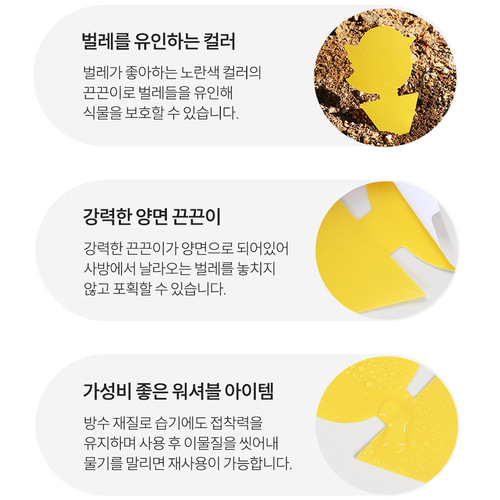 벌레를 유인하는 컬러
벌레가 좋아하는 노란색 컬러의
끈끈이로 벌레들을 유인해
식물을 보호할 수 있습니다.
강력한 양면 끈끈이
강력한 끈끈이가 양면으로 되어있어
사방에서 날라오는 벌레를 놓치지
않고 포획할 수 있습니다.
가성비 좋은 워셔블 아이템
방수 재질로 습기에도 접착력을
유지하며 사용 후 이물질을 씻어내
물기를 말리면 재사용이 가능합니다.